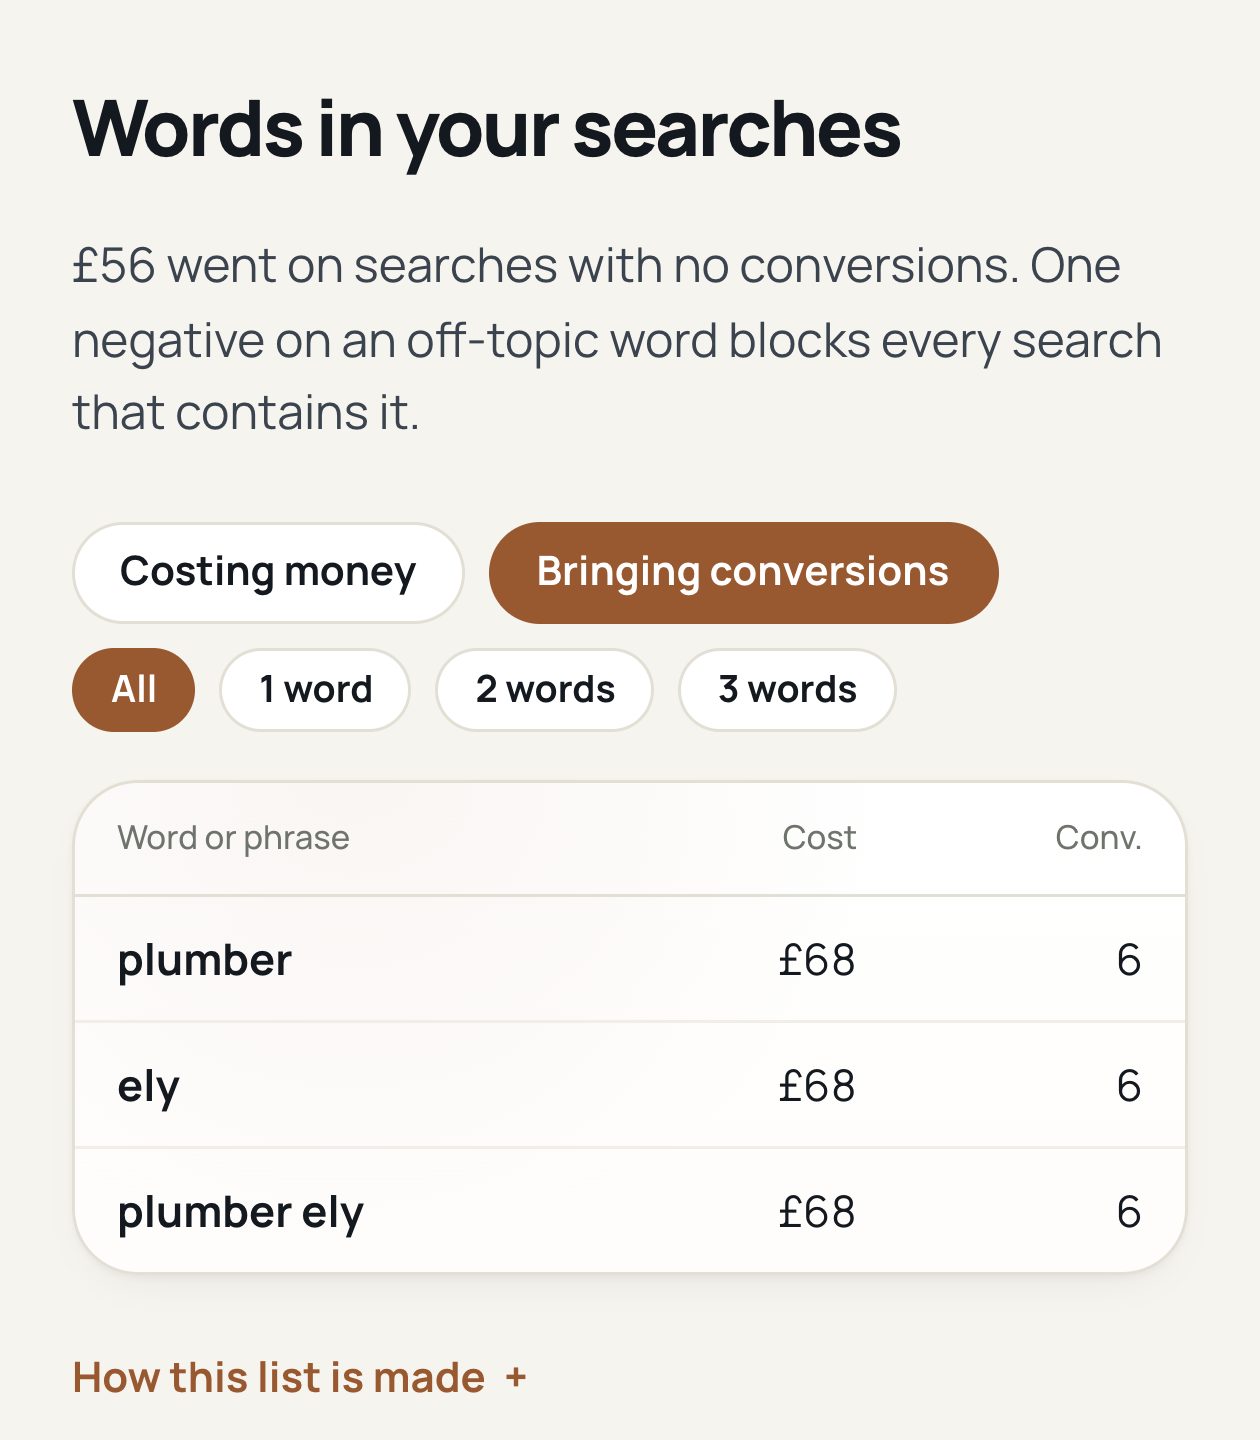 Words in your searches
£56 went on searches with no conversions. One
negative on an off-topic word blocks every search
that contains it.
Costing money Bringing conversions
All 1 word 2 words 3 words
Word or phrase Cost Conv.
plumber £68 6
ely £68 6
plumber ely £68 6
How this list is made +